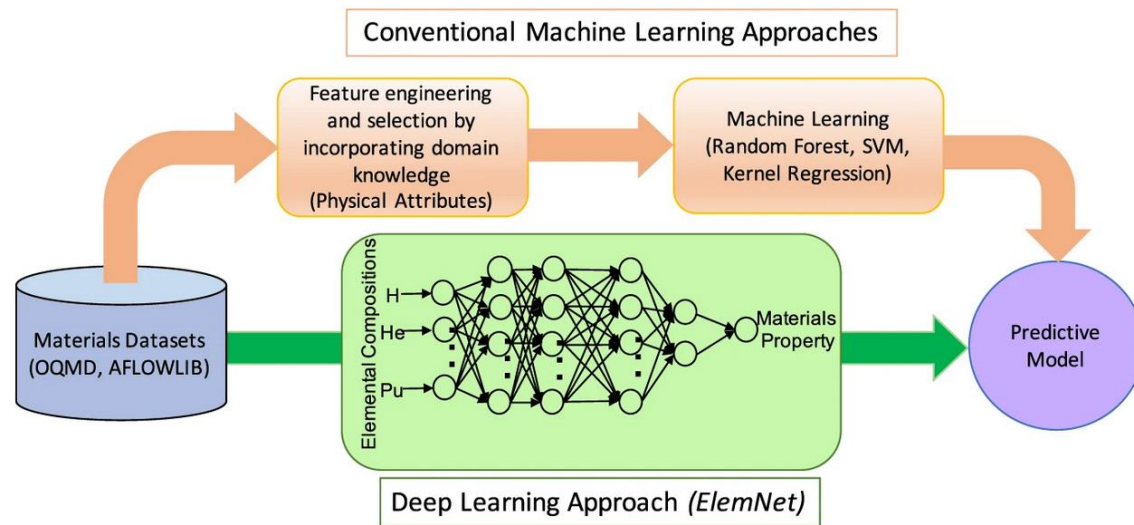 Conventional Machine Learning Approaches
Feature engineering
and selection by
incorporating domain
knowledge
(Physical Attributes)
Machine Learning
(Random Forest, SVM,
Kernel Regression)
Materials Datasets
(OQMD, AFLOWLIB)
Elemental Compositions
H
He
Pu
Materials
Property
Predictive
Model
Deep Learning Approach (ElemNet)